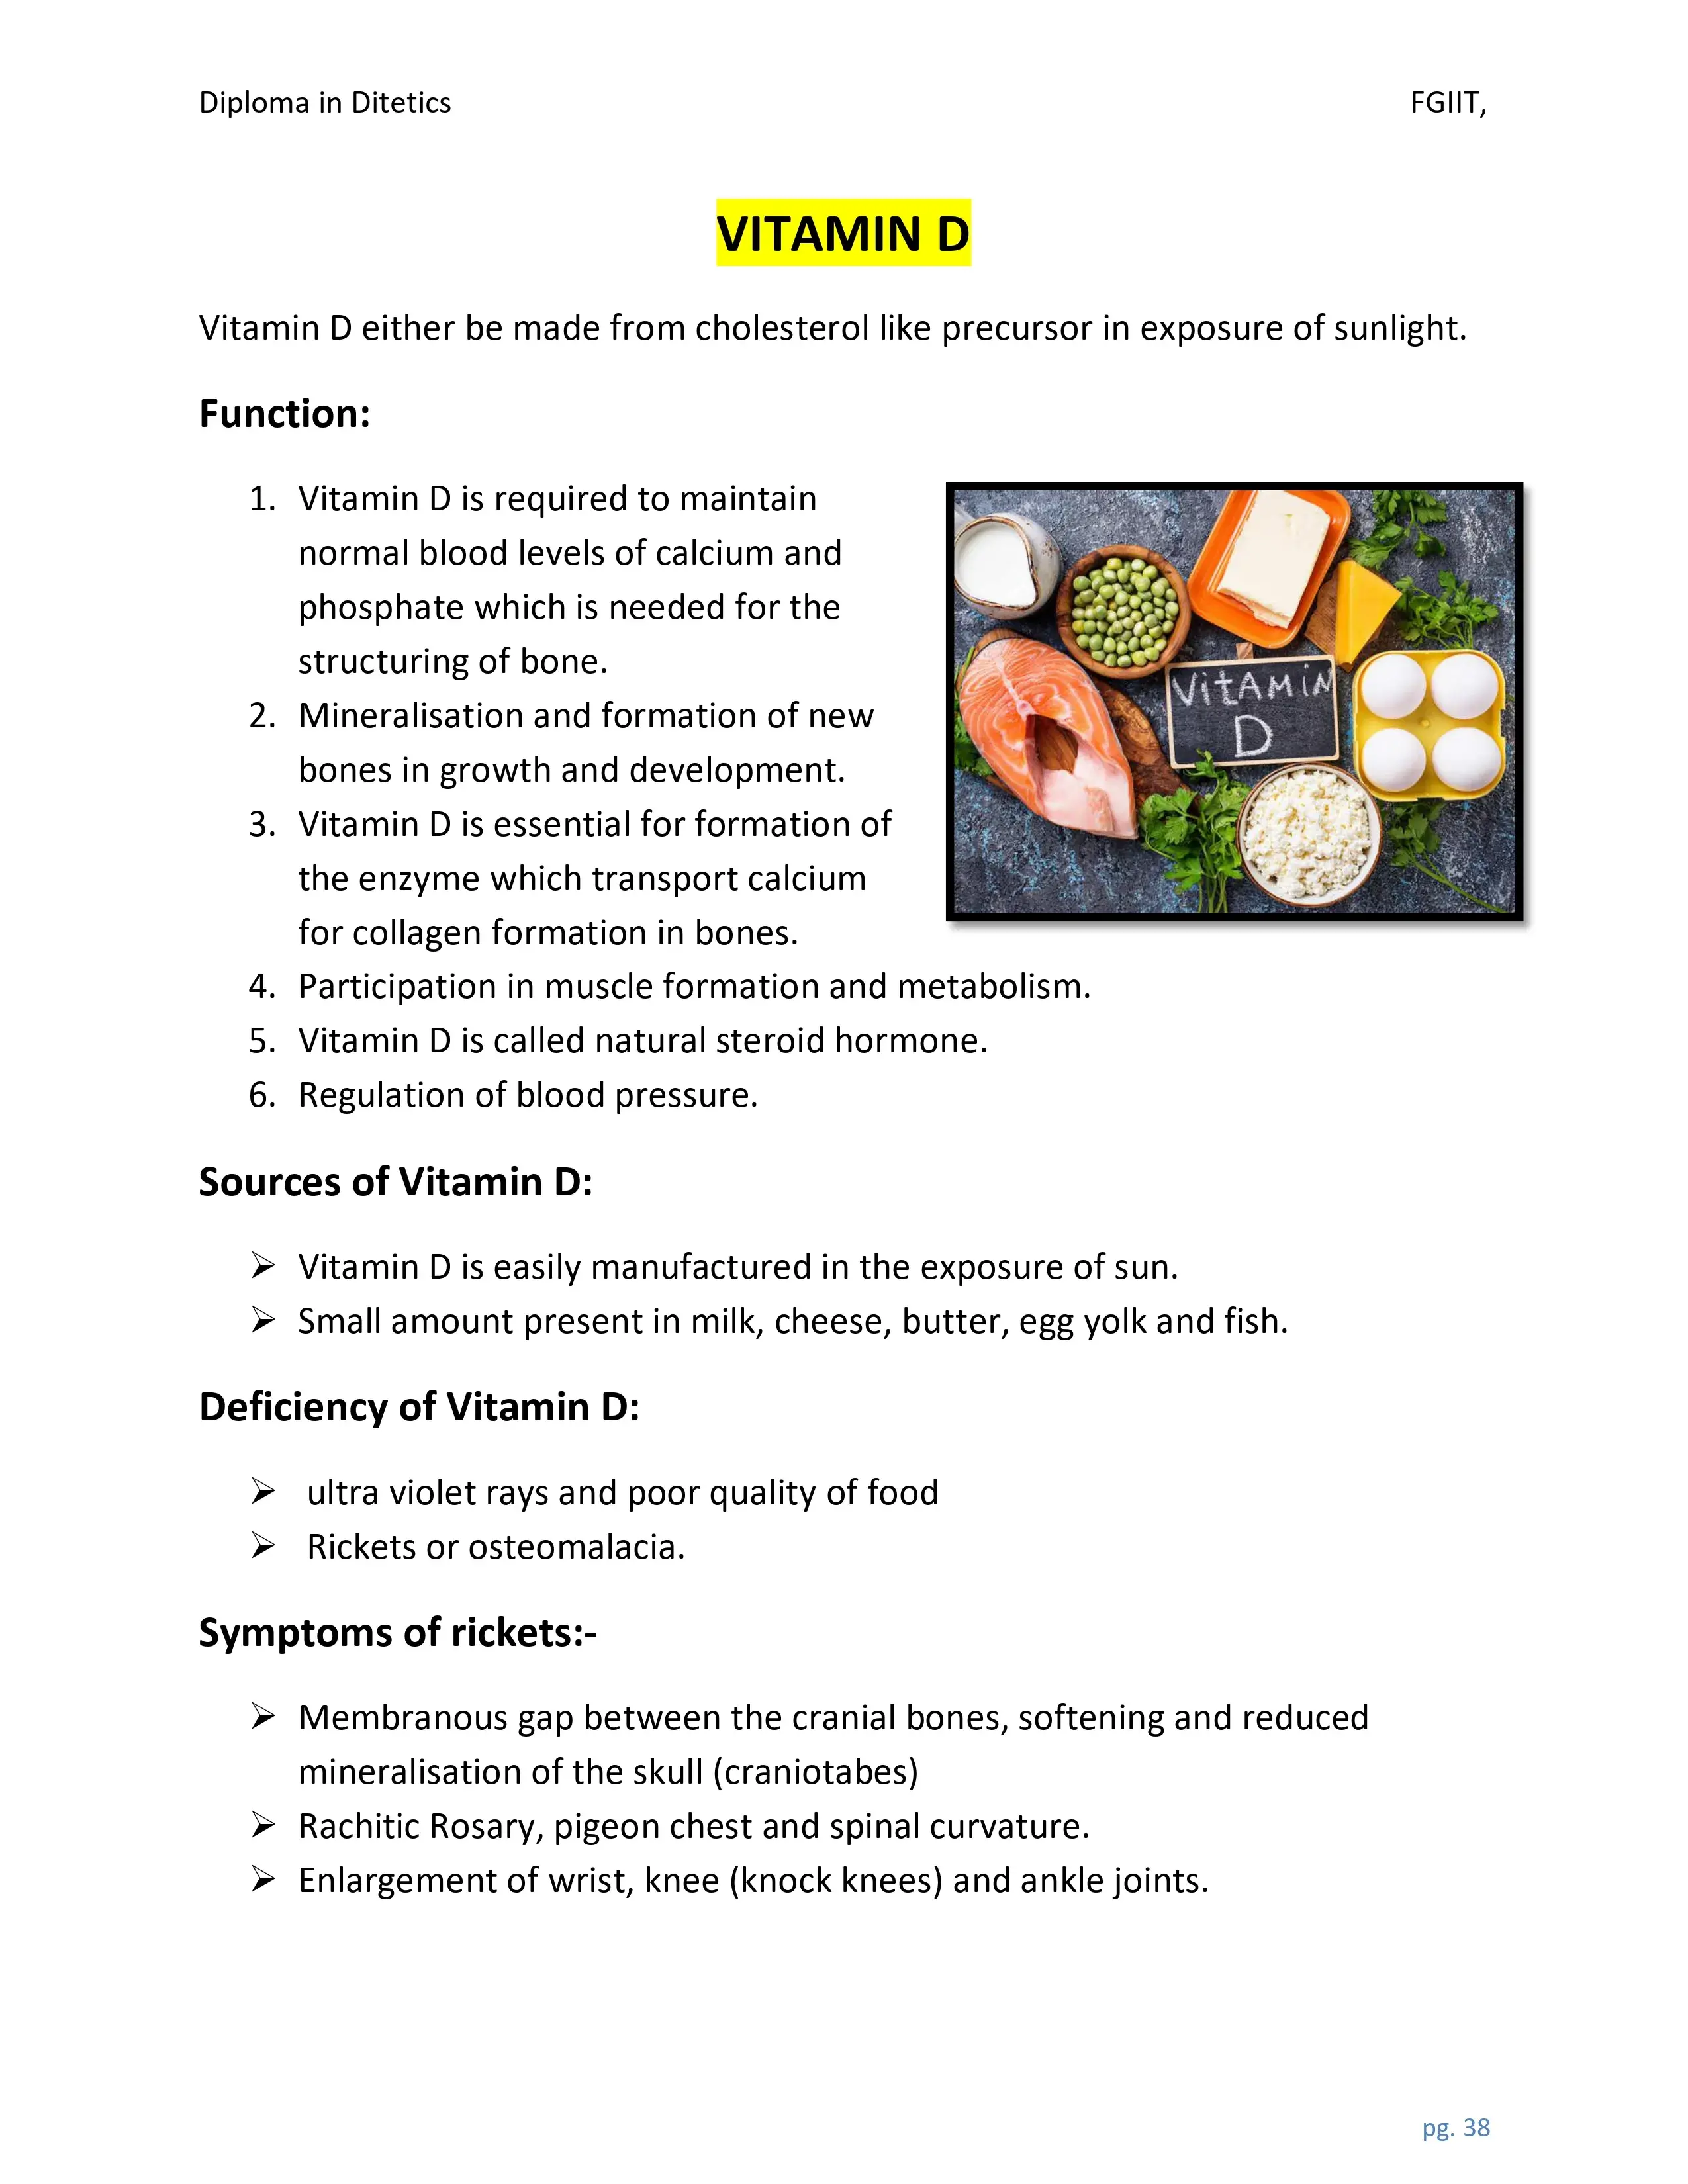 Diploma in Ditetics FGIIT,
VITAMIN D
Vitamin D either be made from cholesterol like precursor in exposure of sunlight.
Function:
1. Vitamin D is required to maintain
normal blood levels of calcium and
phosphate which is needed for the
structuring of bone.
2. Mineralisation and formation of new
bones in growth and development.
3. Vitamin D is essential for formation of
the enzyme which transport calcium
for collagen formation in bones.
VitAMiN
D
4. Participation in muscle formation and metabolism.
5. Vitamin D is called natural steroid hormone.
6. Regulation of blood pressure.
Sources of Vitamin D:
➢ Vitamin D is easily manufactured in the exposure of sun.
➢ Small amount present in milk, cheese, butter, egg yolk and fish.
Deficiency of Vitamin D:
➢ ultra violet rays and poor quality of food
➢ Rickets or osteomalacia.
Symptoms of rickets:-
➢ Membranous gap between the cranial bones, softening and reduced
mineralisation of the skull (craniotabes)
➢ Rachitic Rosary, pigeon chest and spinal curvature.
➢ Enlargement of wrist, knee (knock knees) and ankle joints.
pg. 38